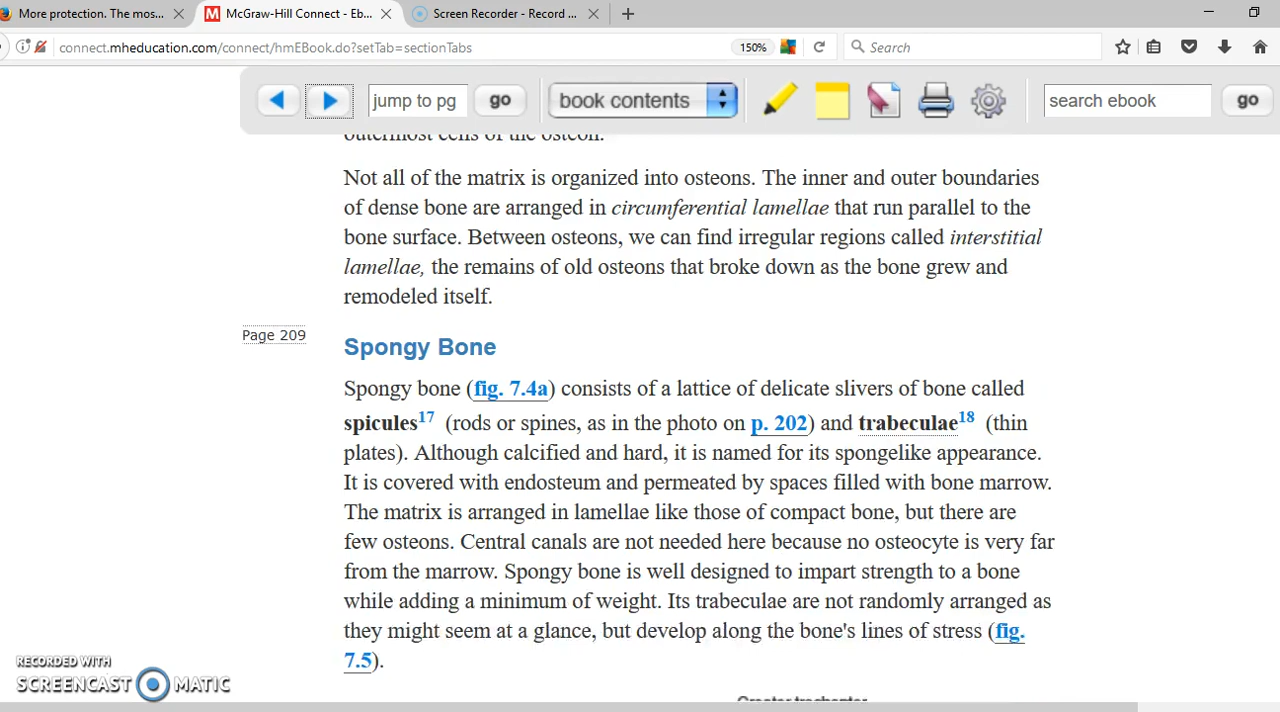 More protection. The mos...
McGraw-Hill Connect - Eb...
Screen Recorder - Record ...
connect.mheducation.com/connect/hmEBook.do?setTab=sectionTabs
150%
Search
jump to pg
go
book contents
search ebook
go
outermost cells of the osteon.
Not all of the matrix is organized into osteons. The inner and outer boundaries
of dense bone are arranged in circumferential lamellae that run parallel to the
bone surface. Between osteons, we can find irregular regions called interstitial
lamellae, the remains of old osteons that broke down as the bone grew and
remodeled itself.
Page 209
Spongy Bone
Spongy bone (fig. 7.4a) consists of a lattice of delicate slivers of bone called
spicules17 (rods or spines, as in the photo on p. 202) and trabeculae18 (thin
plates). Although calcified and hard, it is named for its spongelike appearance.
It is covered with endosteum and permeated by spaces filled with bone marrow.
The matrix is arranged in lamellae like those of compact bone, but there are
few osteons. Central canals are not needed here because no osteocyte is very far
from the marrow. Spongy bone is well designed to impart strength to a bone
while adding a minimum of weight. Its trabeculae are not randomly arranged as
they might seem at a glance, but develop along the bone's lines of stress (fig.
7.5).
Greater trochanter
RECORDED WITH
SCREENCAST MATIC